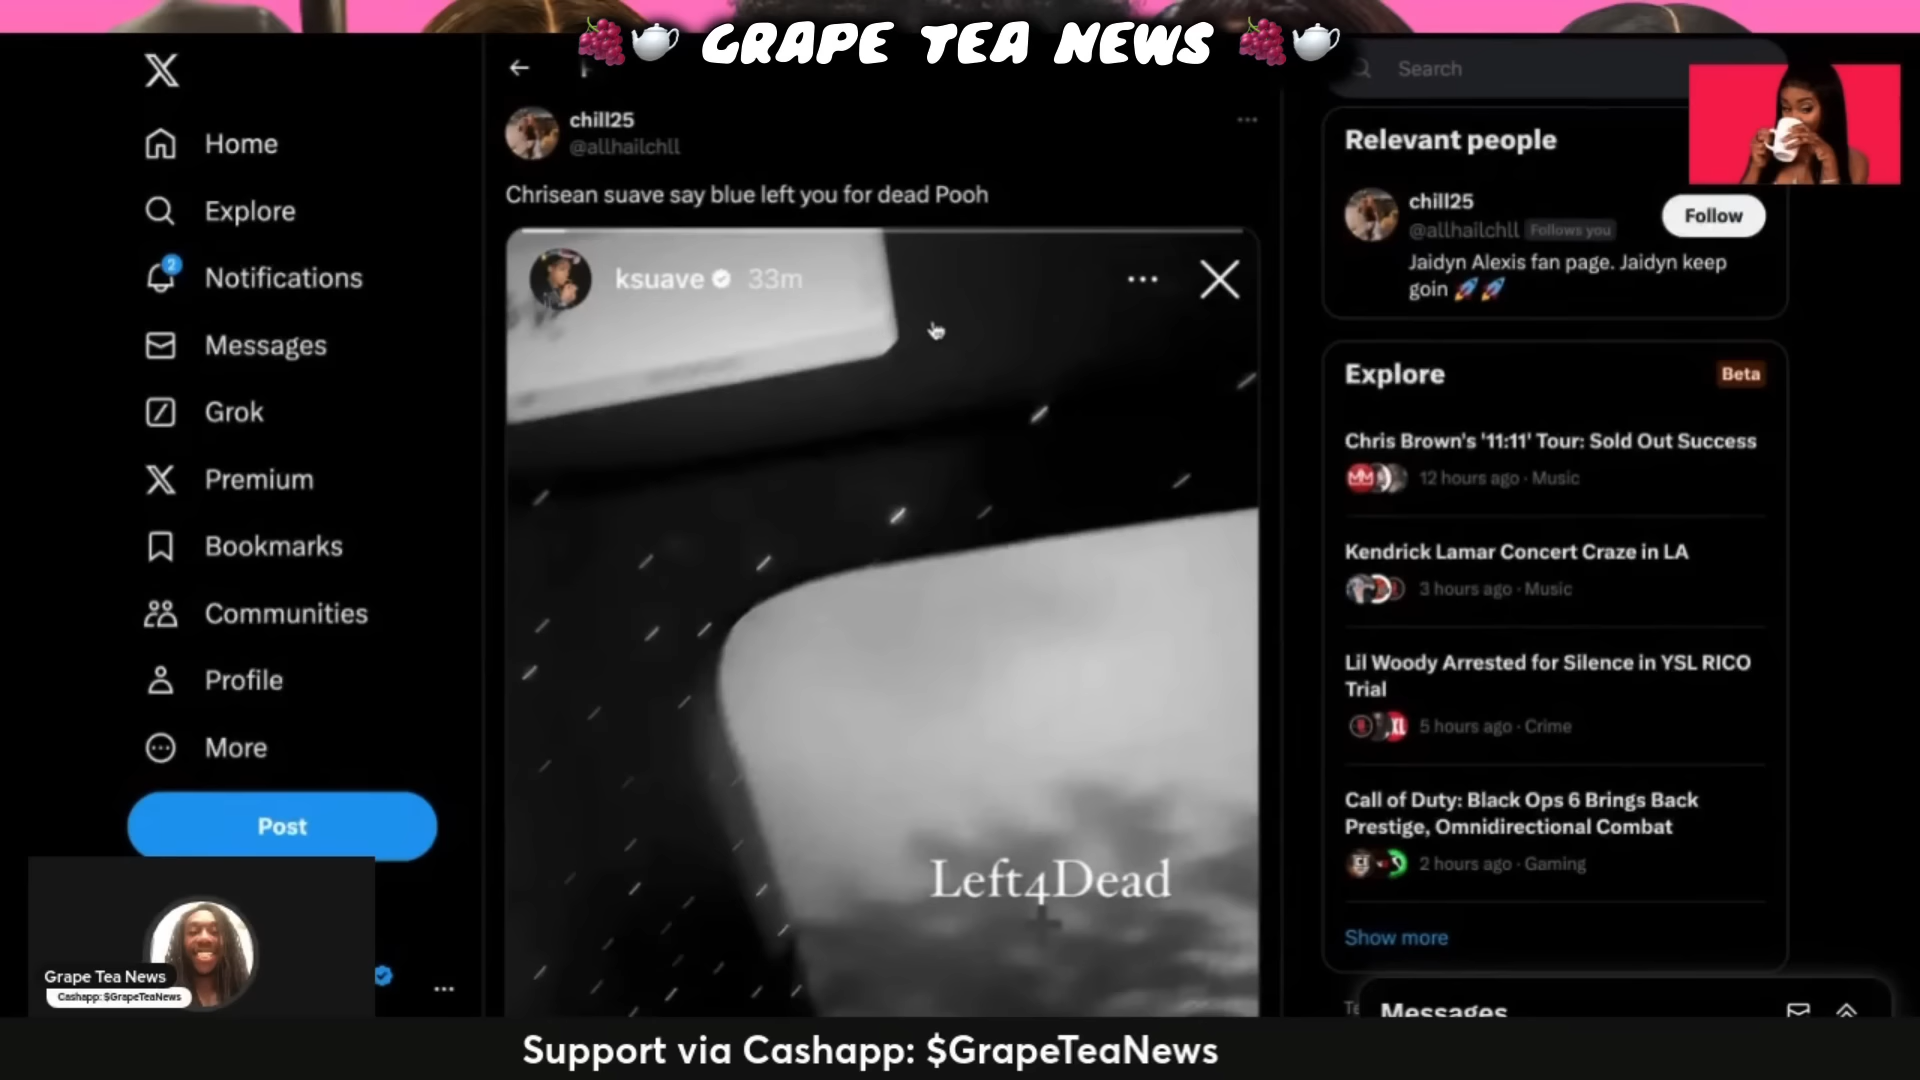 GRAPE TEA NEWS
Home
Explore
2
Notifications
Messages
Grok
Premium
Bookmarks
Communities
Profile
More
Post
chill25
@allhailchll
Chrisean suave say blue left you for dead Pooh
ksuave 33m
Left4Dead
Search
Relevant people
chill25
@allhailchll Follows you
Follow
Jaidyn Alexis fan page. Jaidyn keep
goin 🚀🚀
Explore
Beta
Chris Brown's '11:11' Tour: Sold Out Success
12 hours ago · Music
Kendrick Lamar Concert Craze in LA
3 hours ago · Music
Lil Woody Arrested for Silence in YSL RICO
Trial
5 hours ago · Crime
Call of Duty: Black Ops 6 Brings Back
Prestige, Omnidirectional Combat
2 hours ago · Gaming
Show more
Messages
Grape Tea News
Cashapp: $GrapeTeaNews
Support via Cashapp: $GrapeTeaNews